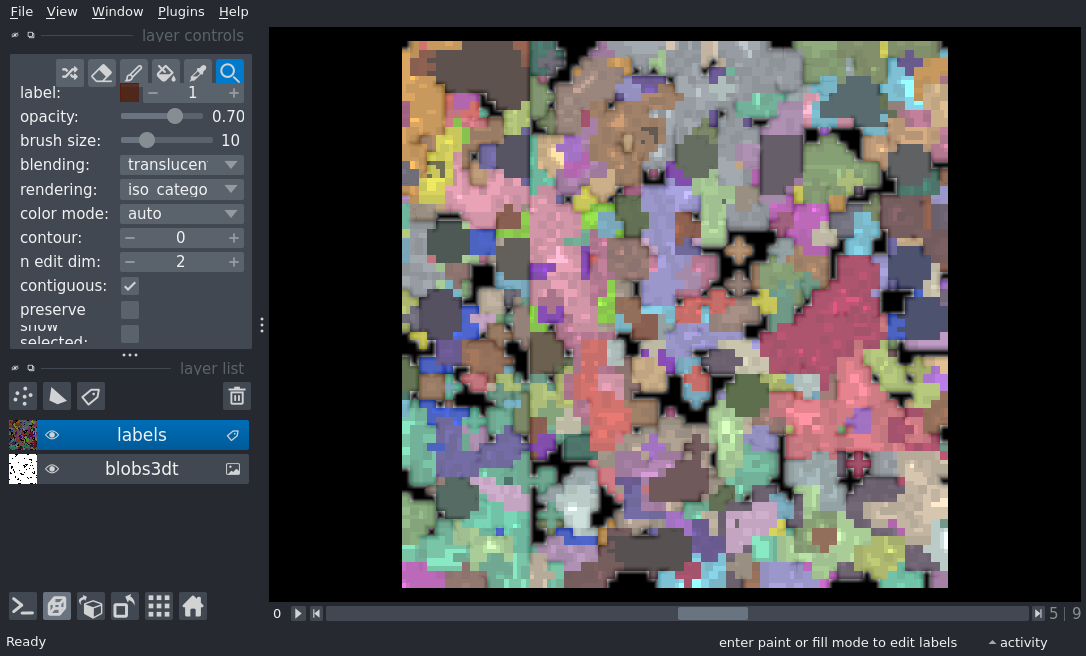 File View Window Plugins Help
layer controls
label: 1
opacity: 0.70
brush size: 10
blending: translucen
rendering: iso_catego
color mode: auto
contour: 0
n edit dim: 2
contiguous:
preserve
show
selected:
layer list
labels
blobs3dt
0 5 | 9
Ready enter paint or fill mode to edit labels activity